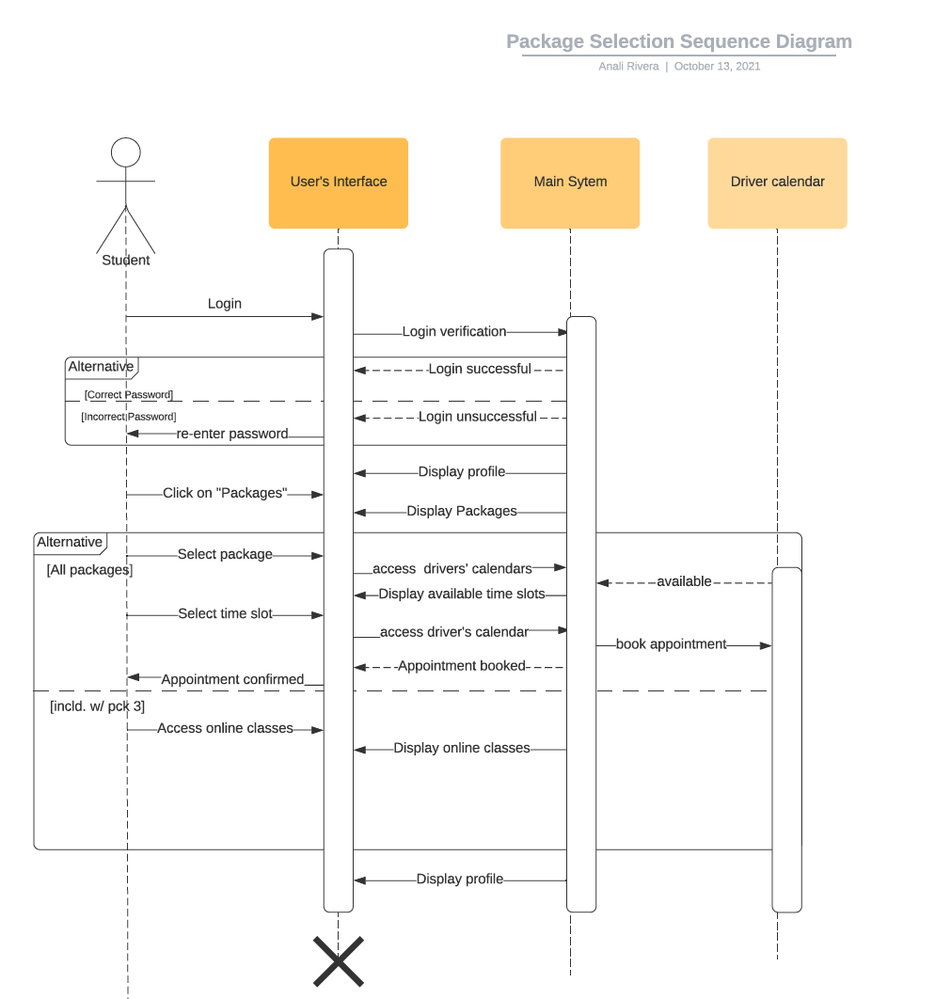 Package Selection Sequence Diagram
Anali Rivera | October 13, 2021
User's Interface
Main Sytem
Driver calendar
Student
Login
Login verification
Alternative
Login successful
[Correct Password]
[Incorrect Password]
Login unsuccessful
re-enter password
Display profile
Click on "Packages"
Display Packages
Alternative
Select package
[All packages]
access drivers' calendars
available
Display available time slots
Select time slot
access driver's calendar
book appointment
Appointment booked
Appointment confirmed
[incld. w/ pck 3]
Access online classes
Display online classes
Display profile